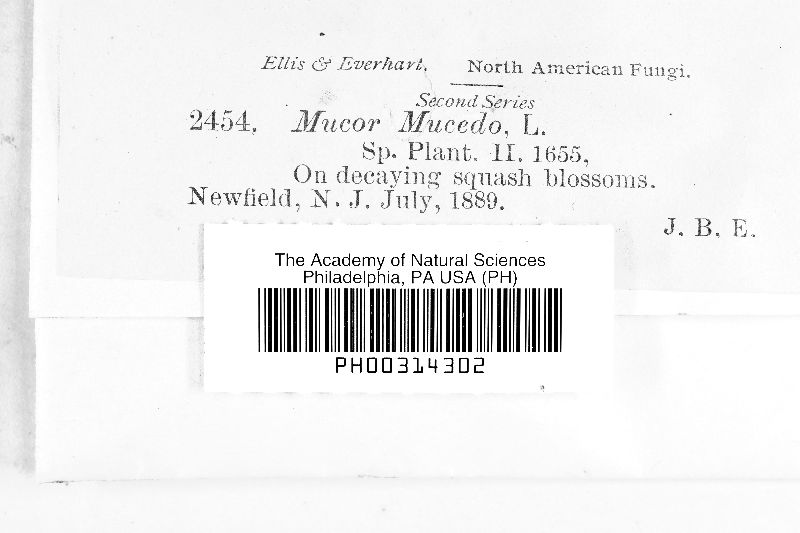 Ellis & Everhart. North American Fungi.
Second Series
2454. Mucor Mucedo, L.
Sp. Plant. II. 1655,
On decaying squash blossoms.
Newfield, N. J. July, 1889.
J. B. E.
The Academy of Natural Sciences
Philadelphia, PA USA (PH)
PH00314302